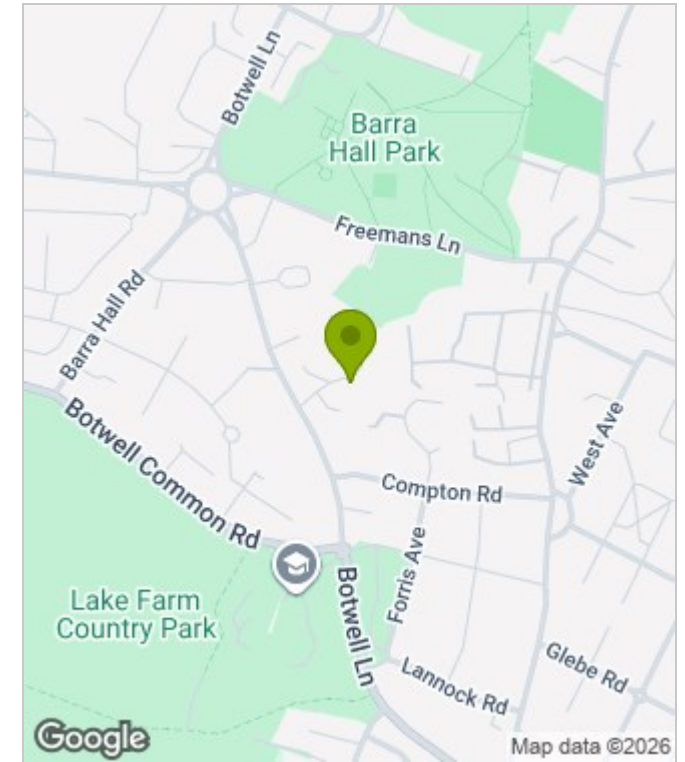 Botwell Ln
Barra
Hall Park
Freemans Ln
Barra Hall Rd
West Ave
Botwell Common Rd
Compton Rd
Forris Ave
Lake Farm
Country Park
Botwell Ln
Glebe Rd
Lannock Rd
Google
Map data ©2026